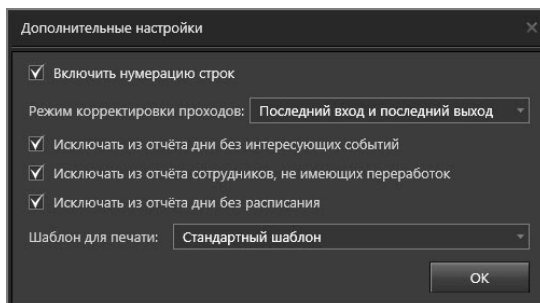 Дополнительные настройки
Включить нумерацию строк
Режим корректировки проходов: Последний вход и последний выход
Исключать из отчёта дни без интересующих событий
Исключать из отчёта сотрудников, не имеющих переработок
Исключать из отчёта дни без расписания
Шаблон для печати: Стандартный шаблон
ОК